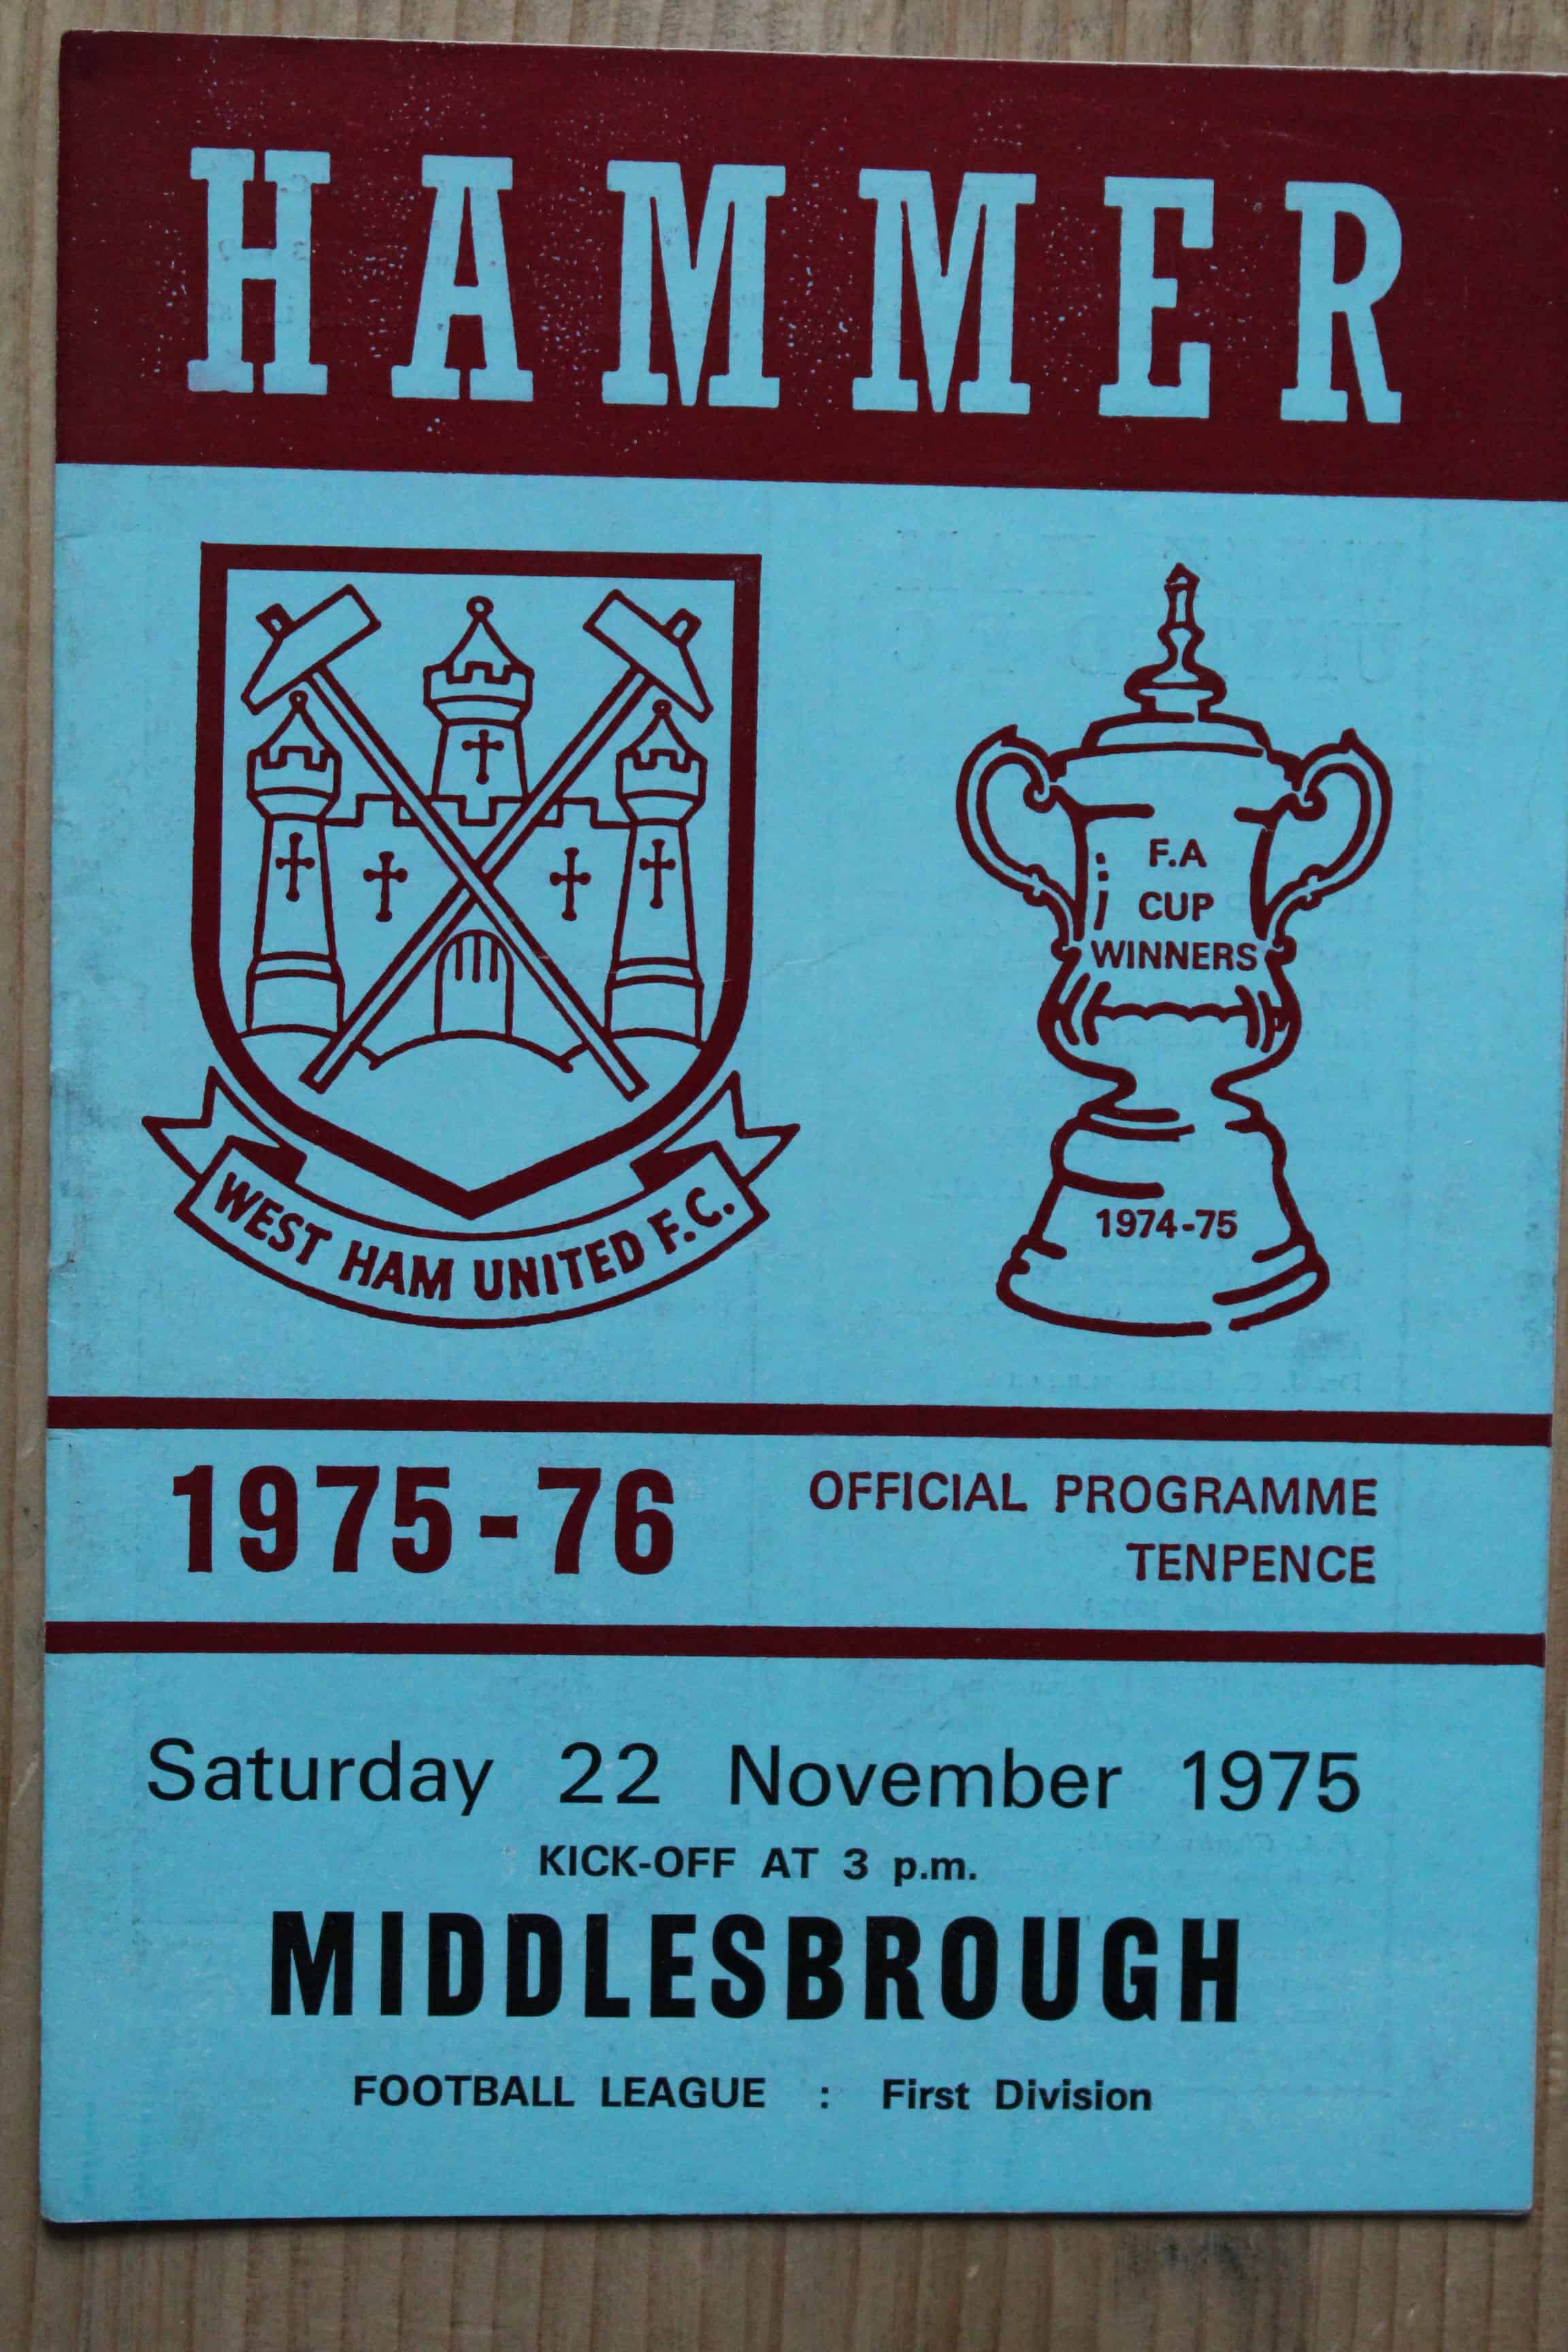 HAMMER
F.A
CUP
WINNERS
1974-75
WEST HAM UNITED F.C.
1975-76
OFFICIAL PROGRAMME
TENPENCE
Saturday 22 November 1975
KICK-OFF AT 3 p.m.
MIDDLESBROUGH
FOOTBALL LEAGUE : First Division